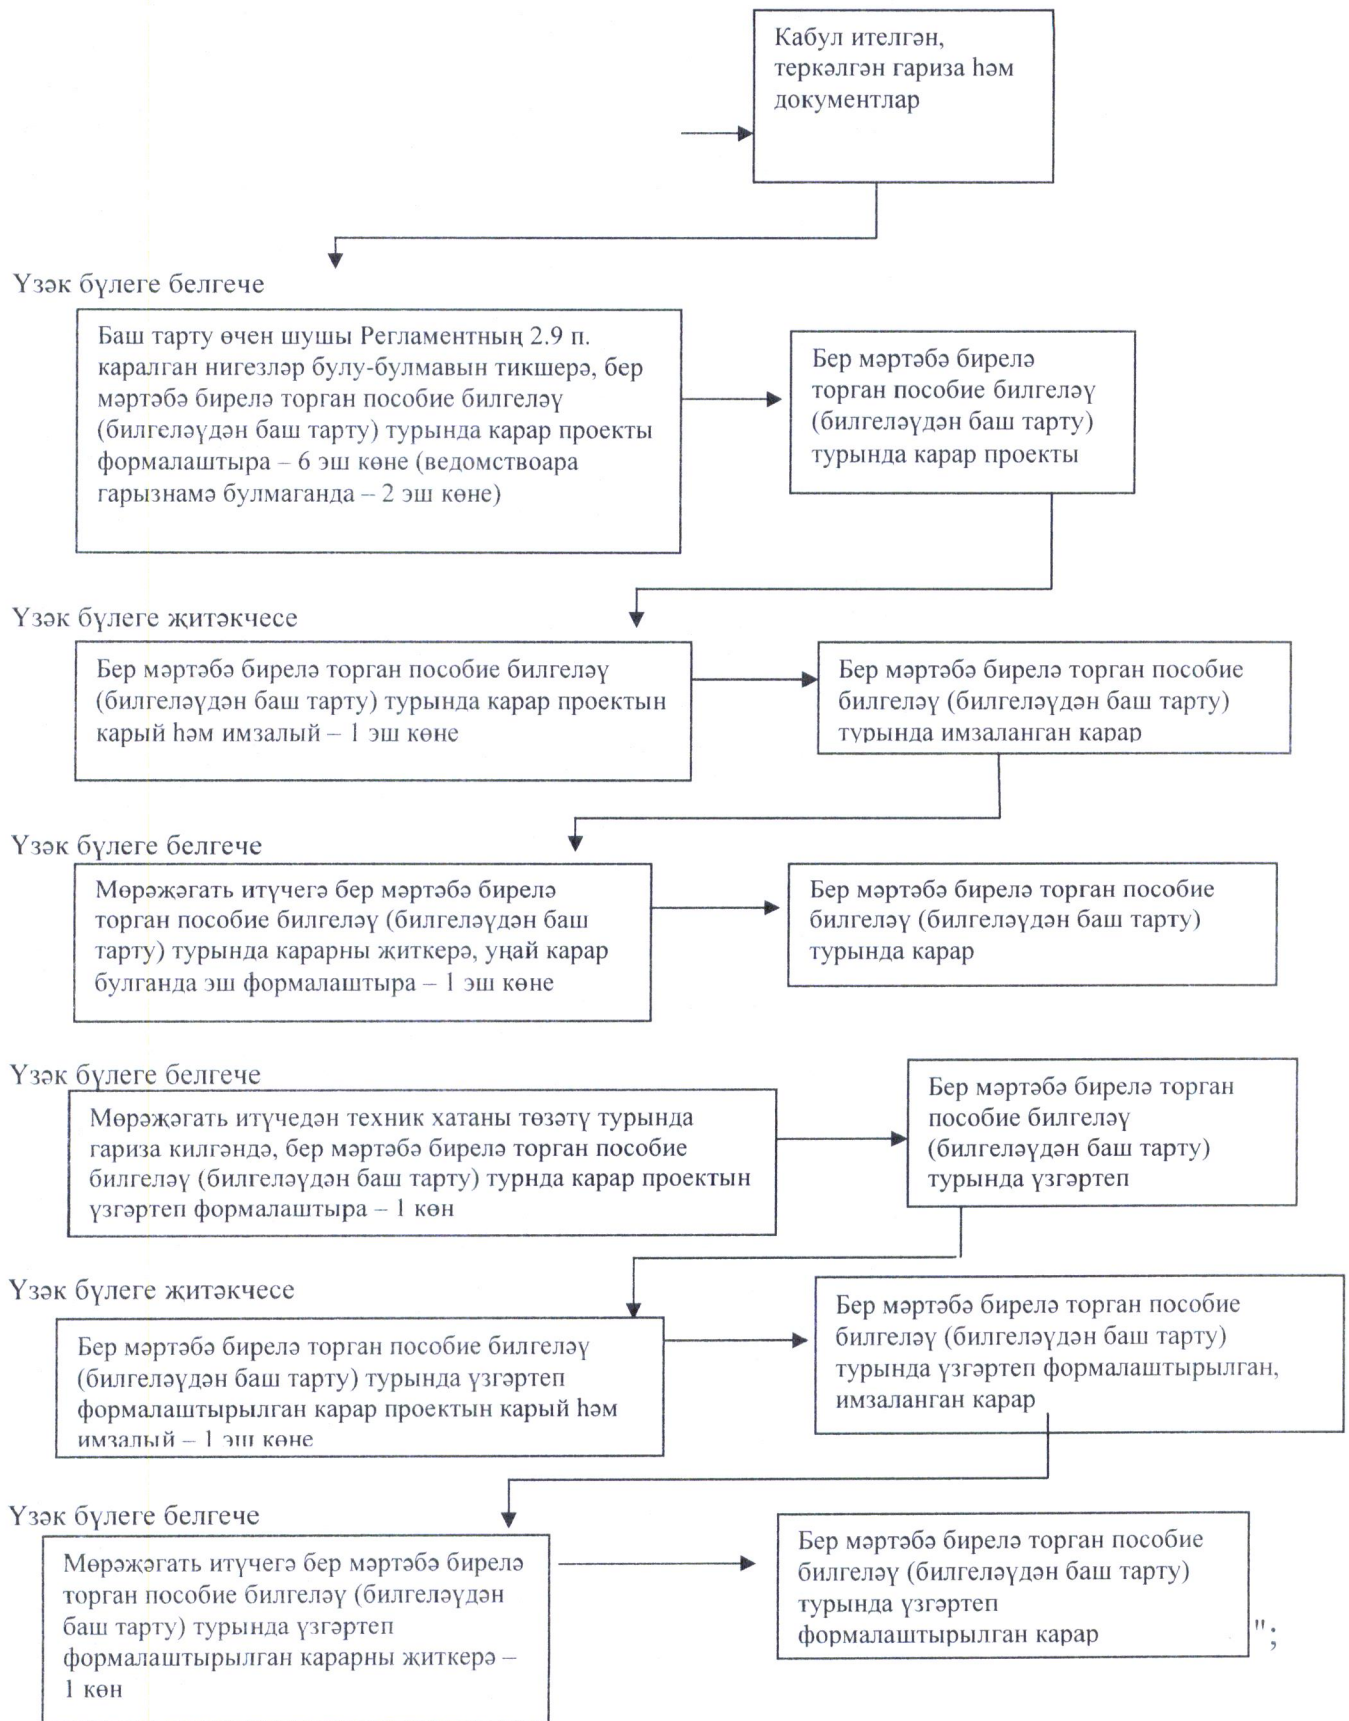 Кабул ителгән,
теркәлгән гариза һәм
документлар
Үзәк бүлеге белгече
Баш тарту өчен шушы Регламентның 2.9 п.
каралган нигезләр булу-булмавын тикшерә, бер
мәртәбә бирелә торган пособие билгеләү
(билгеләүдән баш тарту) турында карар проекты
формалаштыра – 6 эш көне (ведомствоара
гарызнамә булмаганда – 2 эш көне)
Бер мәртәбә бирелә
торган пособие билгеләү
(билгеләүдән баш тарту)
турында карар проекты
Үзәк бүлеге җитәкчесе
Бер мәртәбә бирелә торган пособие билгеләү
(билгеләүдән баш тарту) турында карар проектын
карый һәм имзалый – 1 эш көне
Бер мәртәбә бирелә торган пособие
билгеләү (билгеләүдән баш тарту)
турында имзаланган карар
Үзәк бүлеге белгече
Мөрәҗәгать итүчегә бер мәртәбә бирелә
торган пособие билгеләү (билгеләүдән баш
тарту) турында карарны җиткерә, уңай карар
булганда эш формалаштыра – 1 эш көне
Бер мәртәбә бирелә торган пособие
билгеләү (билгеләүдән баш тарту)
турында карар
Үзәк бүлеге белгече
Мөрәҗәгать итүчедән техник хатаны төзәтү турында
гариза килгәндә, бер мәртәбә бирелә торган пособие
билгеләү (билгеләүдән баш тарту) турнда карар проектын
үзгәртеп формалаштыра – 1 көн
Бер мәртәбә бирелә торган
пособие билгеләү
(билгеләүдән баш тарту)
турында үзгәртеп
Үзәк бүлеге җитәкчесе
Бер мәртәбә бирелә торган пособие билгеләү
(билгеләүдән баш тарту) турында үзгәртеп
формалаштырылган карар проектын карый һәм
имзалый – 1 эш көне
Бер мәртәбә бирелә торган пособие
билгеләү (билгеләүдән баш тарту)
турында үзгәртеп формалаштырылган,
имзаланган карар
Үзәк бүлеге белгече
Мөрәҗәгать итүчегә бер мәртәбә бирелә
торган пособие билгеләү (билгеләүдән
баш тарту) турында үзгәртеп
формалаштырылган карарны җиткерә –
1 көн
Бер мәртәбә бирелә торган пособие
билгеләү (билгеләүдән баш тарту)
турында үзгәртеп
формалаштырылган карар
";